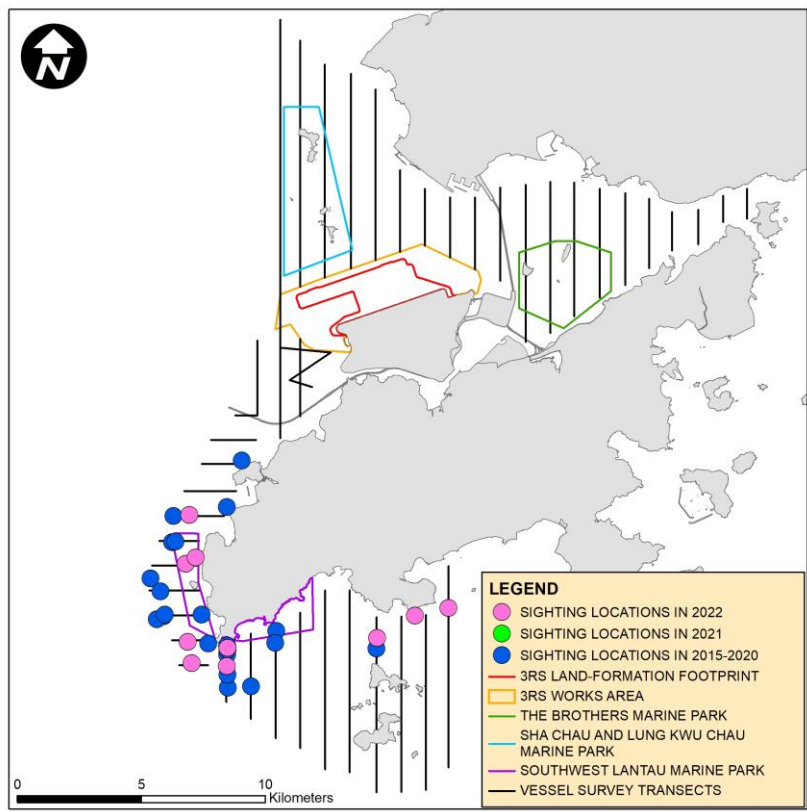 N
LEGEND
SIGHTING LOCATIONS IN 2022
SIGHTING LOCATIONS IN 2021
SIGHTING LOCATIONS IN 2015-2020
3RS LAND-FORMATION FOOTPRINT
3RS WORKS AREA
THE BROTHERS MARINE PARK
SHA CHAU AND LUNG KWU CHAU
MARINE PARK
SOUTHWEST LANTAU MARINE PARK
VESSEL SURVEY TRANSECTS
0 5 10
Kilometers